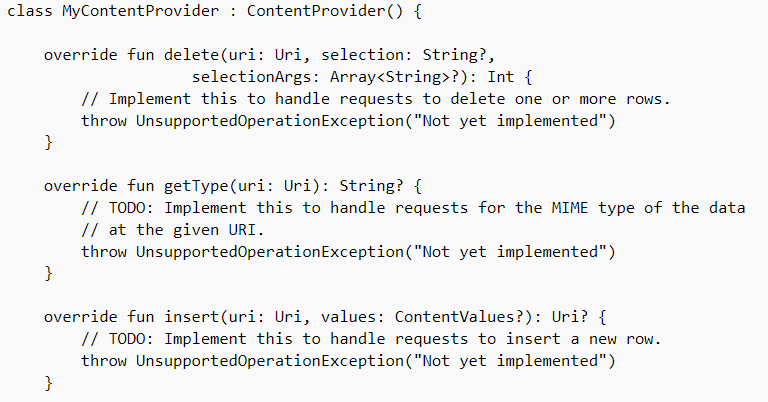 class MyContentProvider : ContentProvider() {
override fun delete(uri: Uri, selection: String?,
selectionArgs: Array<String>?): Int {
// Implement this to handle requests to delete one or more rows.
throw UnsupportedOperationException("Not yet implemented")
}
override fun getType(uri: Uri): String? {
// TODO: Implement this to handle requests for the MIME type of the data
// at the given URI.
throw UnsupportedOperationException("Not yet implemented")
}
override fun insert(uri: Uri, values: ContentValues?): Uri? {
// TODO: Implement this to handle requests to insert a new row.
throw UnsupportedOperationException("Not yet implemented")
}